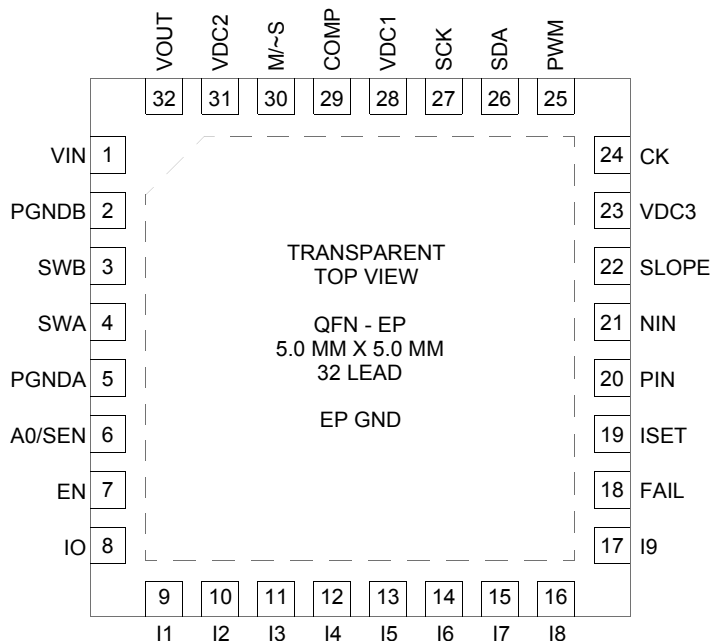 VOUT VDC2 M/~S COMP VDC1 SCK SDA PWM
32 31 30 29 28 27 26 25
VIN 1 24 CK
PGNDB 2 23 VDC3
SWB 3 22 SLOPE
SWA 4 21 NIN
PGNDA 5 20 PIN
A0/SEN 6 19 ISET
EN 7 18 FAIL
IO 8 17 I9
TRANSPARENT
TOP VIEW
QFN - EP
5.0 MM X 5.0 MM
32 LEAD
EP GND
9 10 11 12 13 14 15 16
I1 I2 I3 I4 I5 I6 I7 I8